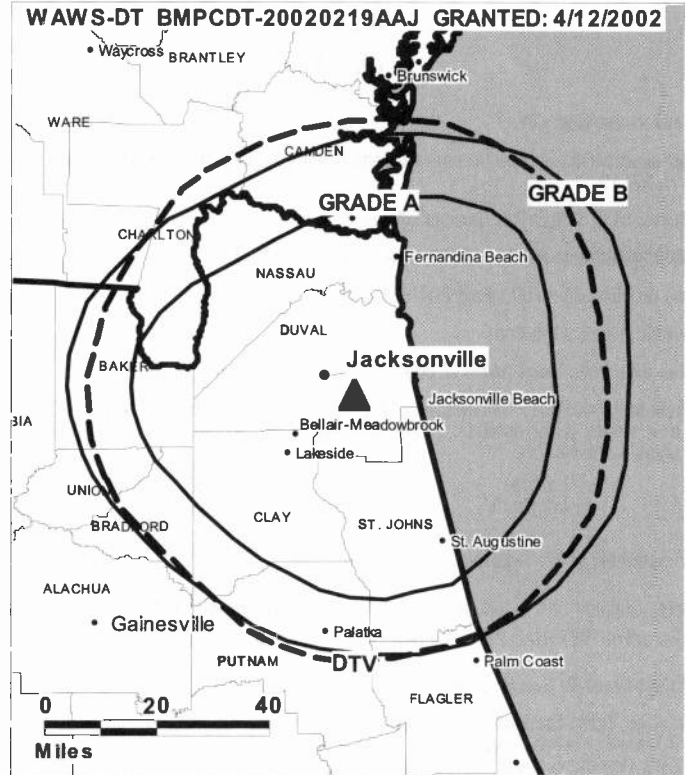 WAWS-DT BMPCDT-20020219AAJ GRANTED: 4/12/2002
Waycross
BRANTLEY
Brunswick
WARE
CAMDEN
GRADE A
GRADE B
CHARLTON
Fernandina Beach
NASSAU
DUVAL
Jacksonville
BAKER
Jacksonville Beach
BIA
Bellair-Meadowbrook
Lakeside
UNION
CLAY
ST. JOHNS
BRADFORD
St. Augustine
ALACHUA
Gainesville
Palatka
PUTNAM
DTV
Palm Coast
FLAGLER
0 20 40
Miles